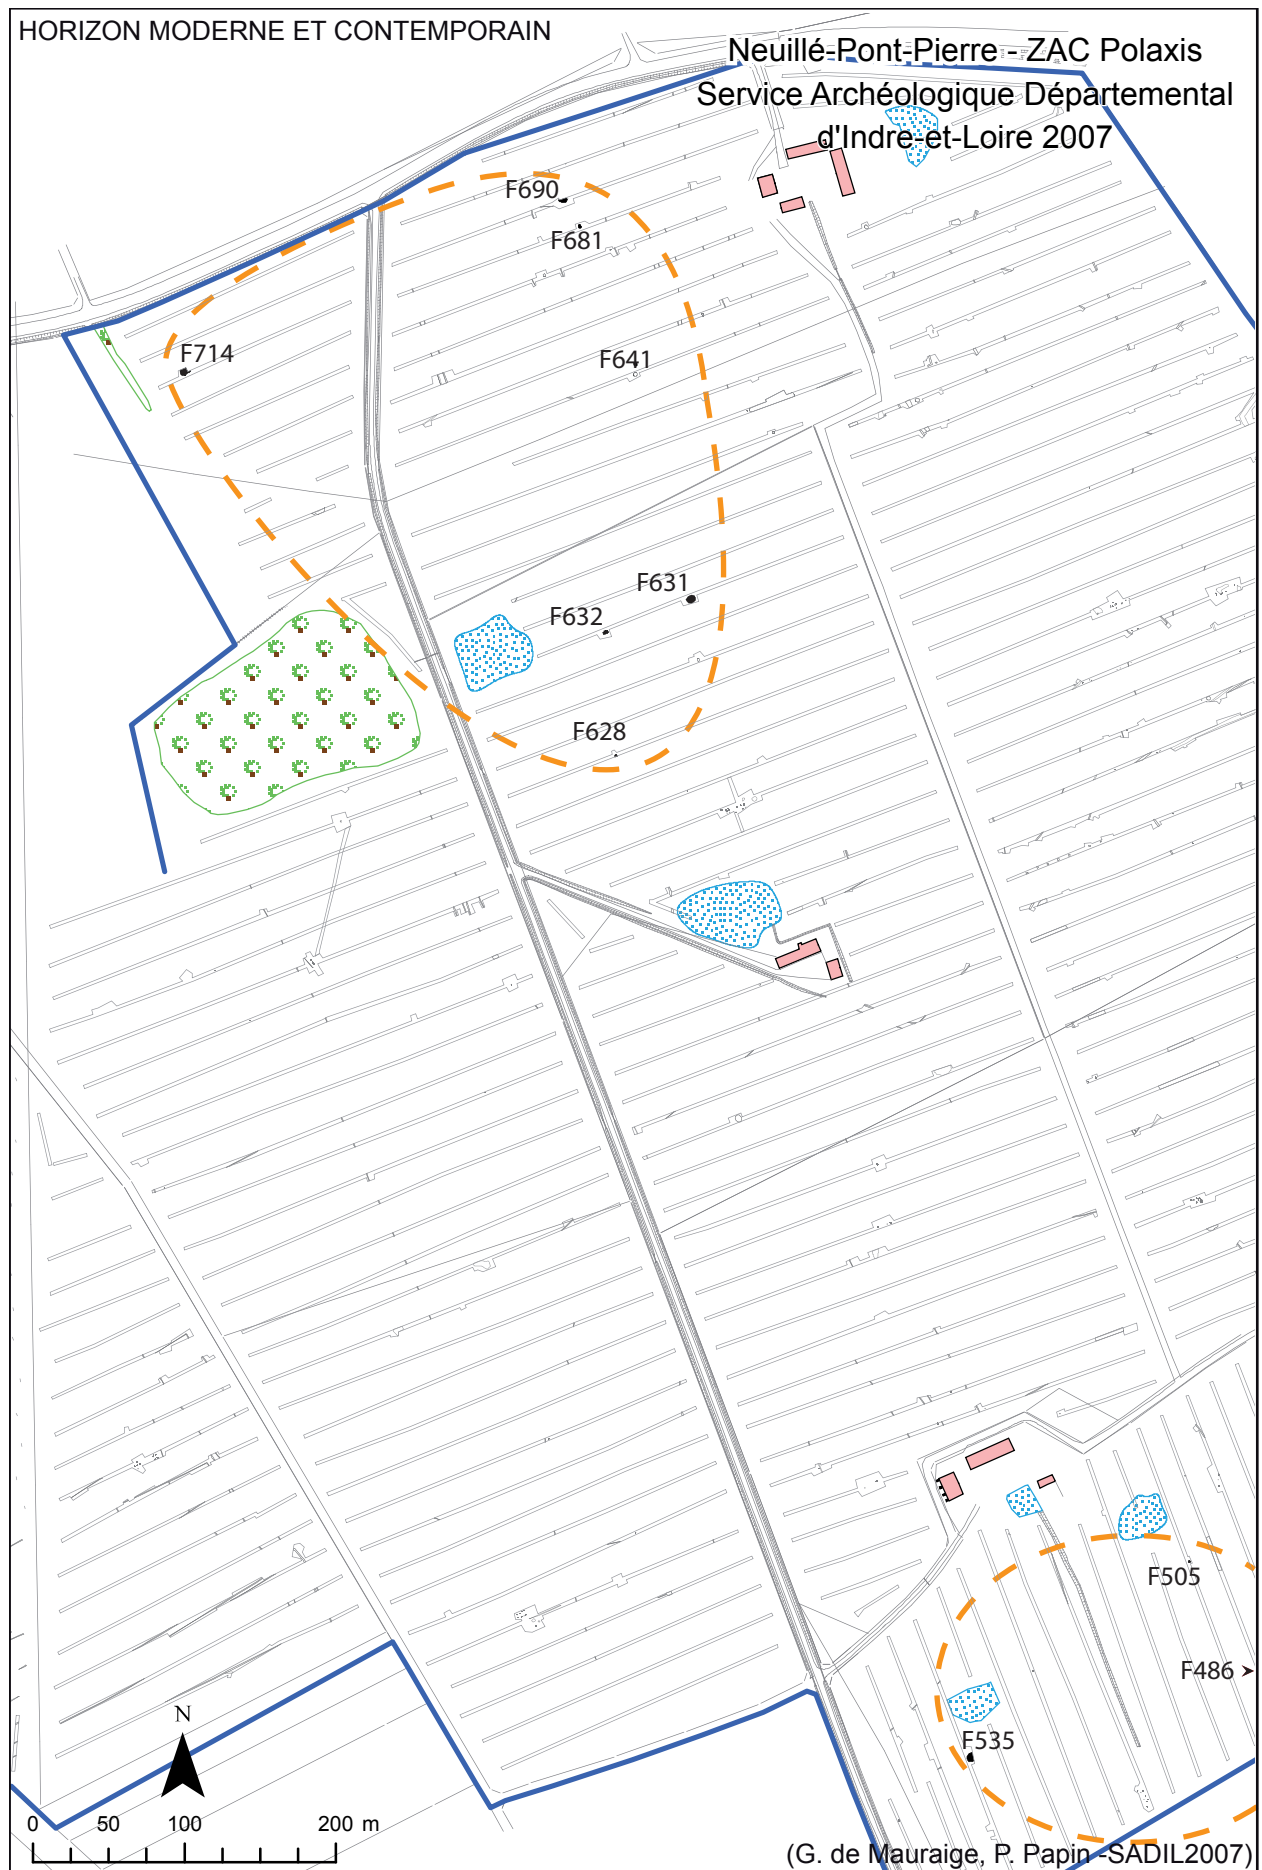 HORIZON MODERNE ET CONTEMPORAIN
Neuillé-Pont-Pierre - ZAC Polaxis
Service Archéologique Départemental
d'Indre-et-Loire 2007
F690
F681
F714
F641
F631
F632
F628
F505
F486
F535
N
0 50 100 200 m
(G. de Mauraige, P. Papin -SADIL2007)